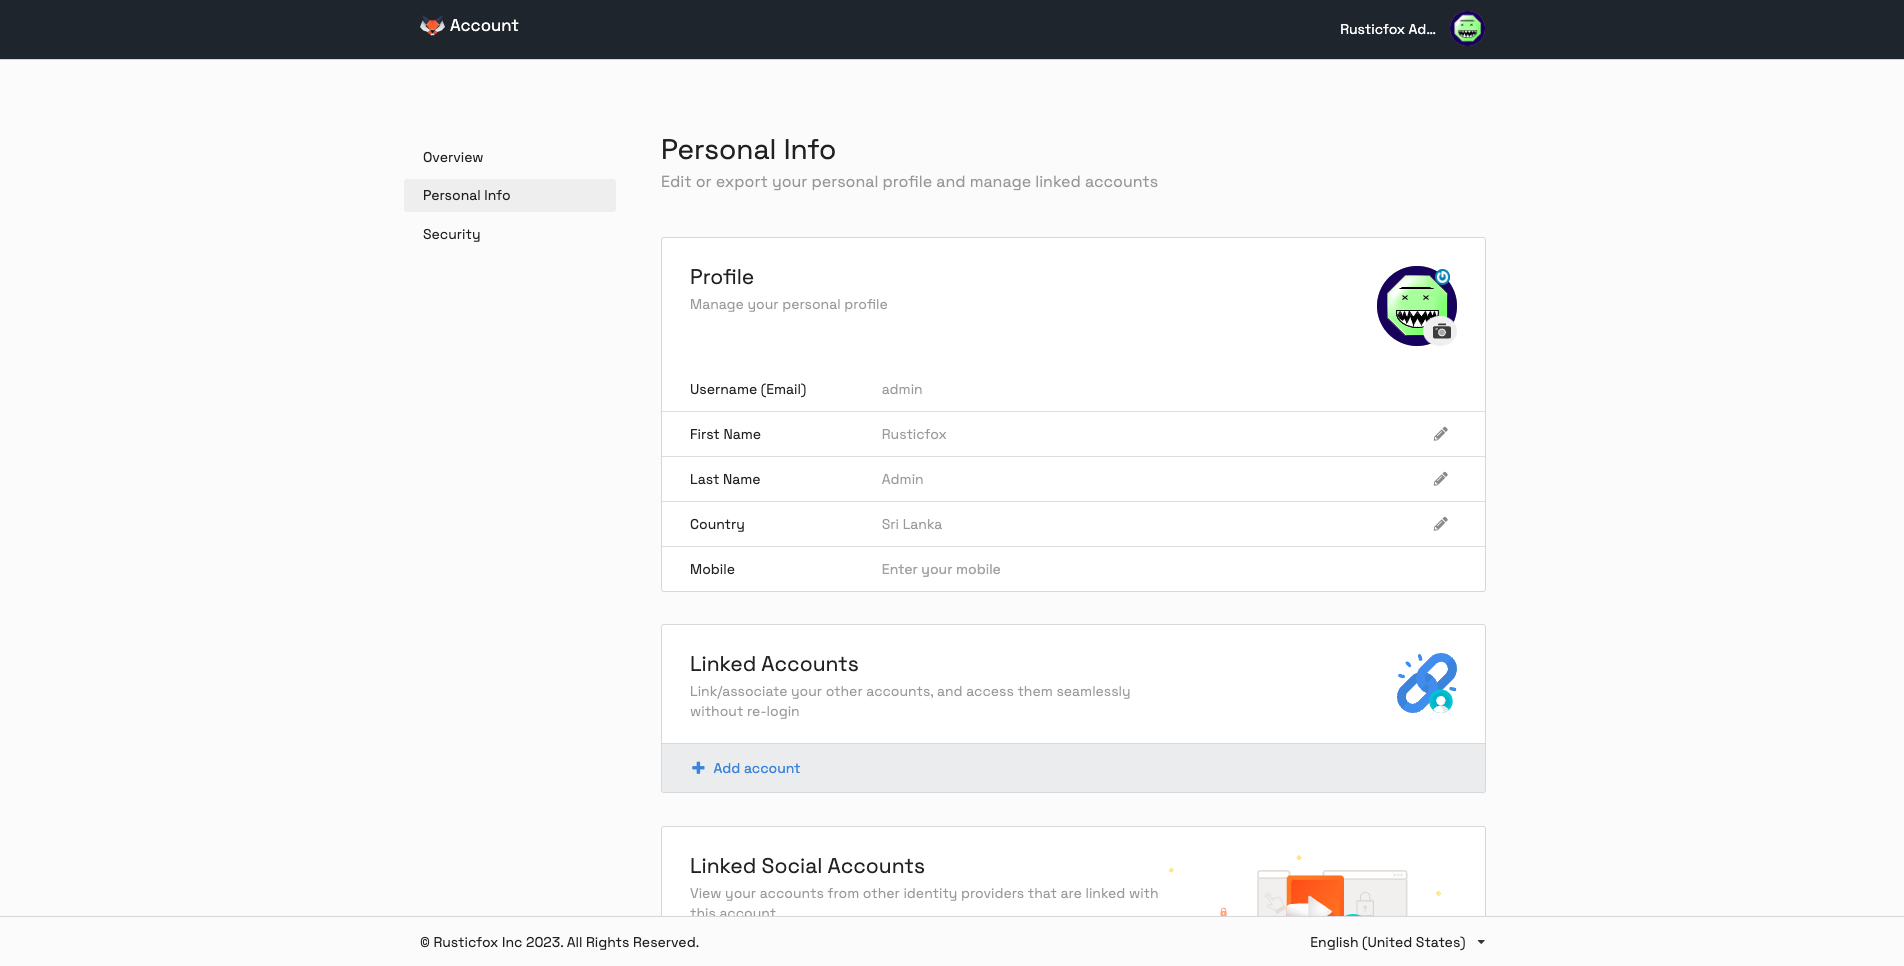 Account
Rusticfox Ad...
Overview
Personal Info
Security
Personal Info
Edit or export your personal profile and manage linked accounts
Profile
Manage your personal profile
Username (Email) admin
First Name Rusticfox
Last Name Admin
Country Sri Lanka
Mobile Enter your mobile
Linked Accounts
Link/associate your other accounts, and access them seamlessly
without re-login
Add account
Linked Social Accounts
View your accounts from other identity providers that are linked with
this account
© Rusticfox Inc 2023. All Rights Reserved.
English (United States)